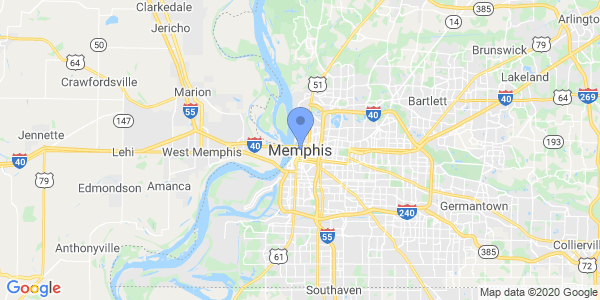 Clarkedale
Jericho
385
14
Arlington
50
79
Brunswick
64
51
Lakeland
Crawfordsville
Marion
Bartlett
40
64
269
55
40
147
Jennette
40
193
Lehi
West Memphis
Memphis
40
79
Edmondson
Amanca
Germantown
240
55
Anthonyville
Collierville
385
61
72
Google
Southaven
Map data ©2020 Google